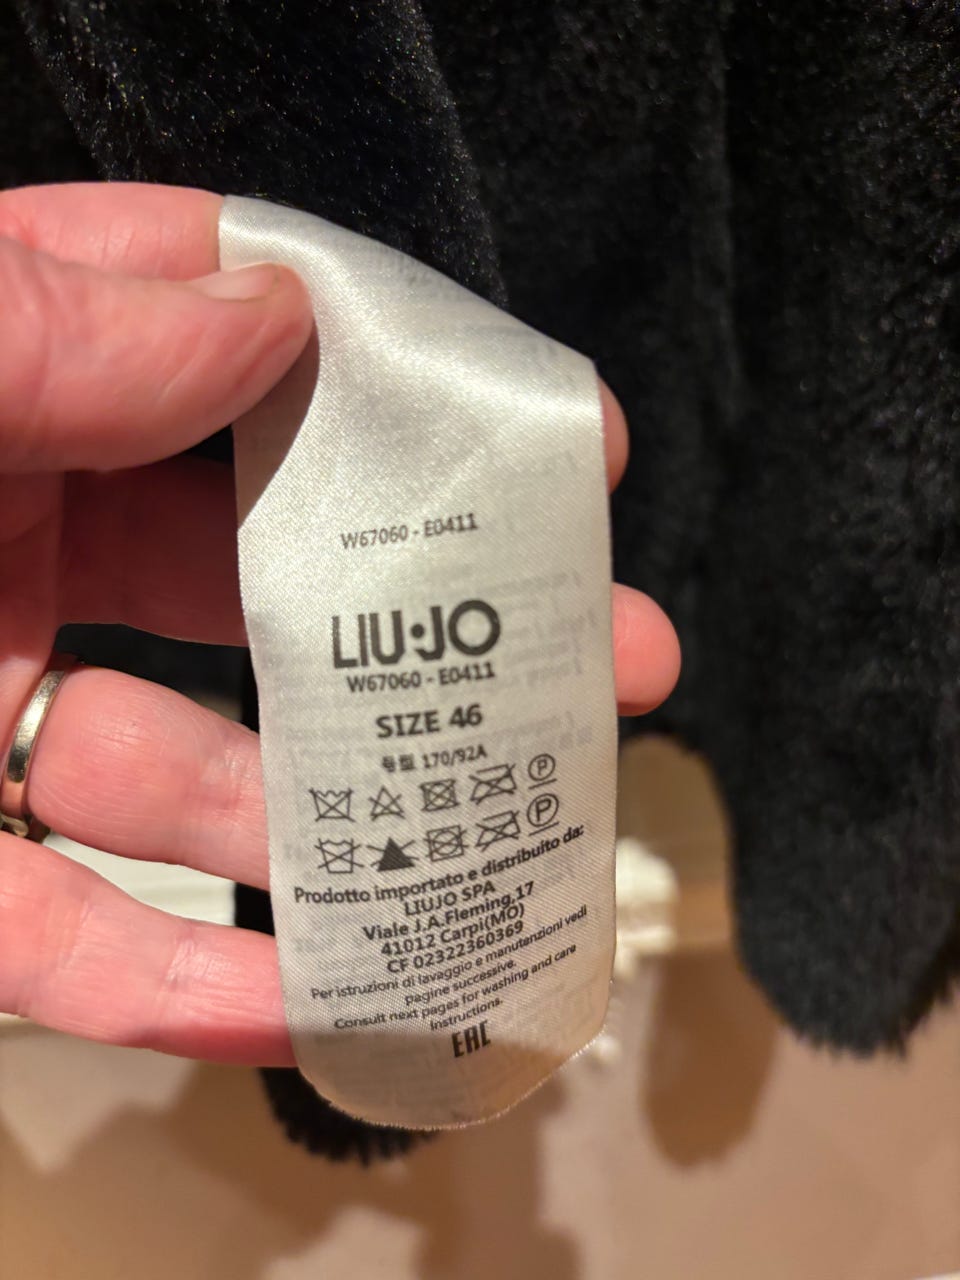 W67060 - E0411
LIU•JO
W67060 - E0411
SIZE 46
号型 170/92A
P
P
Prodotto importato e distribuito da:
LIUJO SPA
Viale J.A.Fleming,17
41012 Carpi(MO)
CF 02322360369
Per istruzioni di lavaggio e manutenzioni vedi
pagine successive.
Consult next pages for washing and care
instructions.
EAC